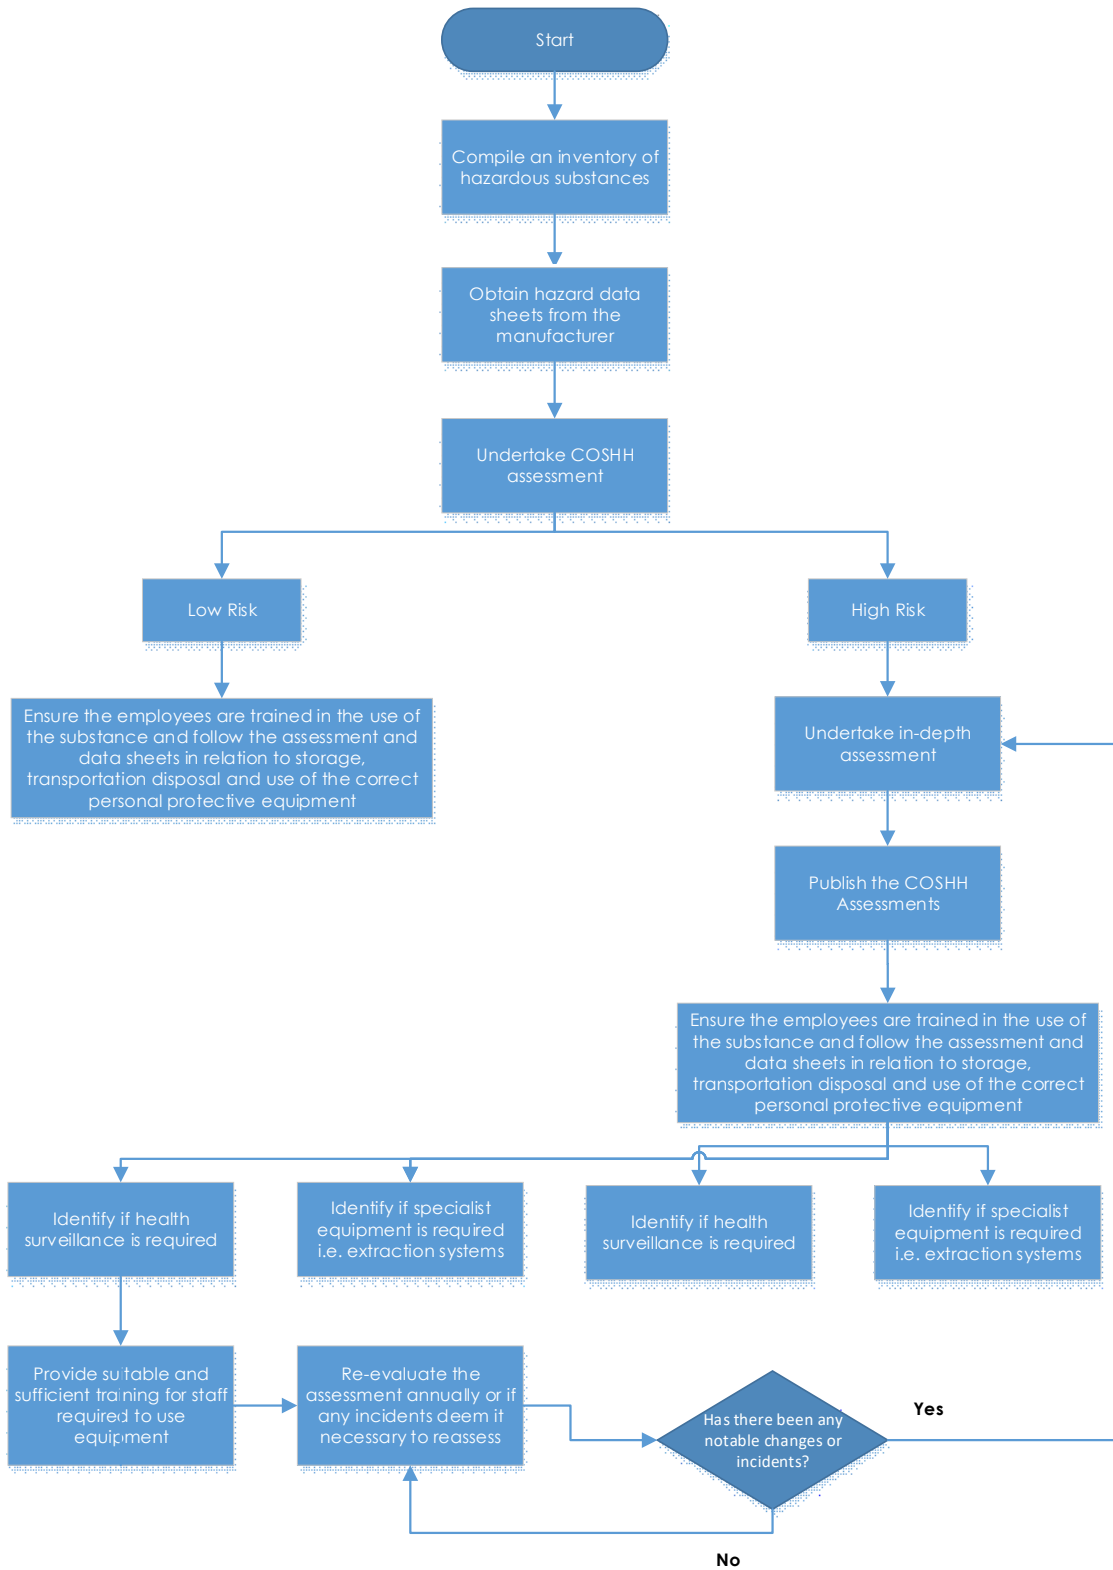 Start
Compile an inventory of
hazardous substances
Obtain hazard data
sheets from the
manufacturer
Undertake COSHH
assessment
Low Risk
High Risk
Ensure the employees are trained in the use of
the substance and follow the assessment and
data sheets in relation to storage,
transportation disposal and use of the correct
personal protective equipment
Undertake in-depth
assessment
Publish the COSHH
Assessments
Ensure the employees are trained in the use of
the substance and follow the assessment and
data sheets in relation to storage,
transportation disposal and use of the correct
personal protective equipment
Identify if health
surveillance is required
Identify if specialist
equipment is required
i.e. extraction systems
Identify if health
surveillance is required
Identify if specialist
equipment is required
i.e. extraction systems
Provide suitable and
sufficient training for staff
required to use
equipment
Re-evaluate the
assessment annually or if
any incidents deem it
necessary to reassess
Has there been any
notable changes or
incidents?
Yes
No